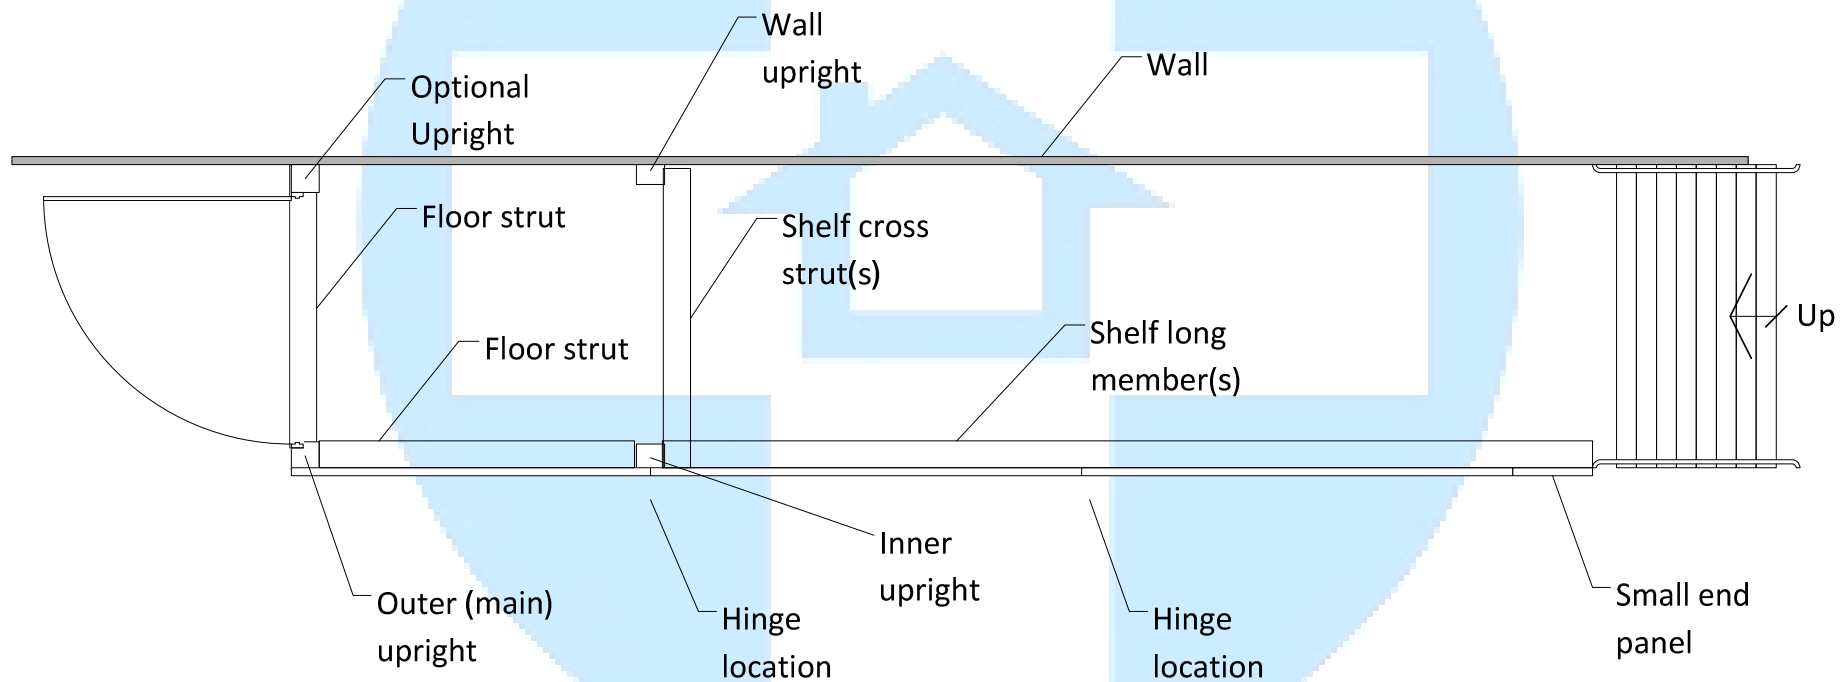 Wall
upright
Wall
Optional
Upright
Floor strut
Shelf cross
strut(s)
Up
Floor strut
Shelf long
member(s)
Inner
upright
Outer (main)
upright
Hinge
location
Hinge
location
Small end
panel